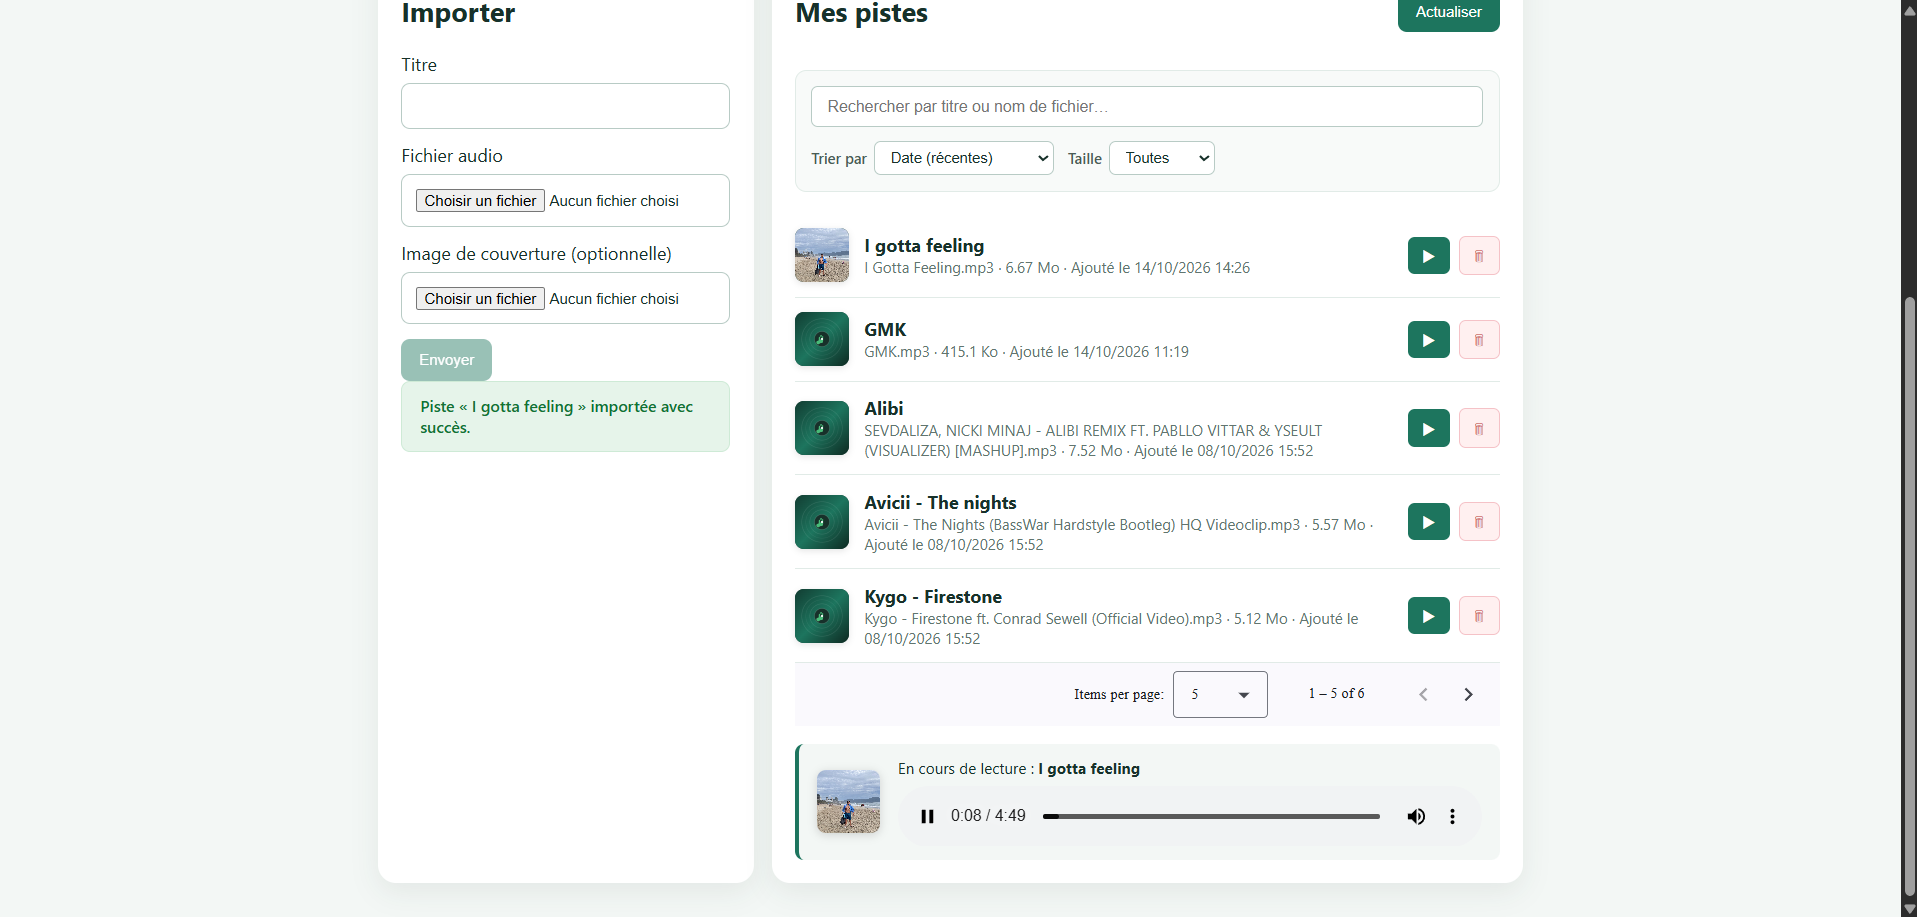 Importer
Titre
Fichier audio
Choisir un fichier Aucun fichier choisi
Image de couverture (optionnelle)
Choisir un fichier Aucun fichier choisi
Envoyer
Piste « I gotta feeling » importée avec
succès.
Mes pistes
Actualiser
Rechercher par titre ou nom de fichier…
Trier par Date (récentes) Taille Toutes
I gotta feeling
I Gotta Feeling.mp3 · 6.67 Mo · Ajouté le 14/10/2026 14:26
GMK
GMK.mp3 · 415.1 Ko · Ajouté le 14/10/2026 11:19
Alibi
SEVDALIZA, NICKI MINAJ - ALIBI REMIX FT. PABLLO VITTAR & YSEULT
(VISUALIZER) [MASHUP].mp3 · 7.52 Mo · Ajouté le 08/10/2026 15:52
Avicii - The nights
Avicii - The Nights (BassWar Hardstyle Bootleg) HQ Videoclip.mp3 · 5.57 Mo ·
Ajouté le 08/10/2026 15:52
Kygo - Firestone
Kygo - Firestone ft. Conrad Sewell (Official Video).mp3 · 5.12 Mo · Ajouté le
08/10/2026 15:52
Items per page: 5 1 – 5 of 6
En cours de lecture : I gotta feeling
0:08 / 4:49